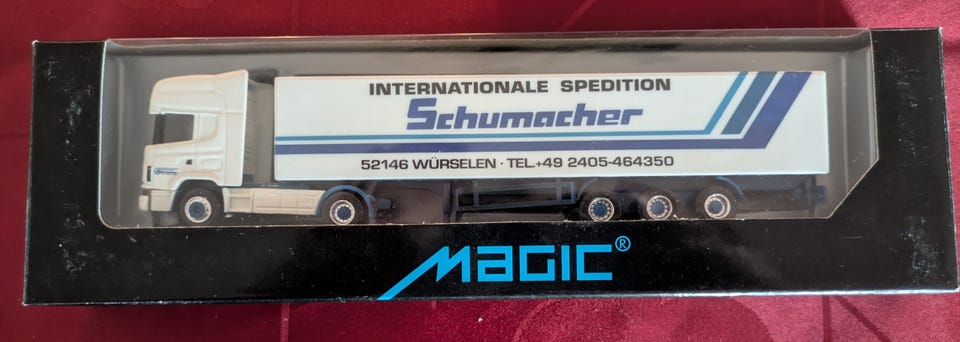 INTERNATIONALE SPEDITION
Schumacher
52146 WÜRSELEN · TEL.+49 2405-464350
MAGIC®